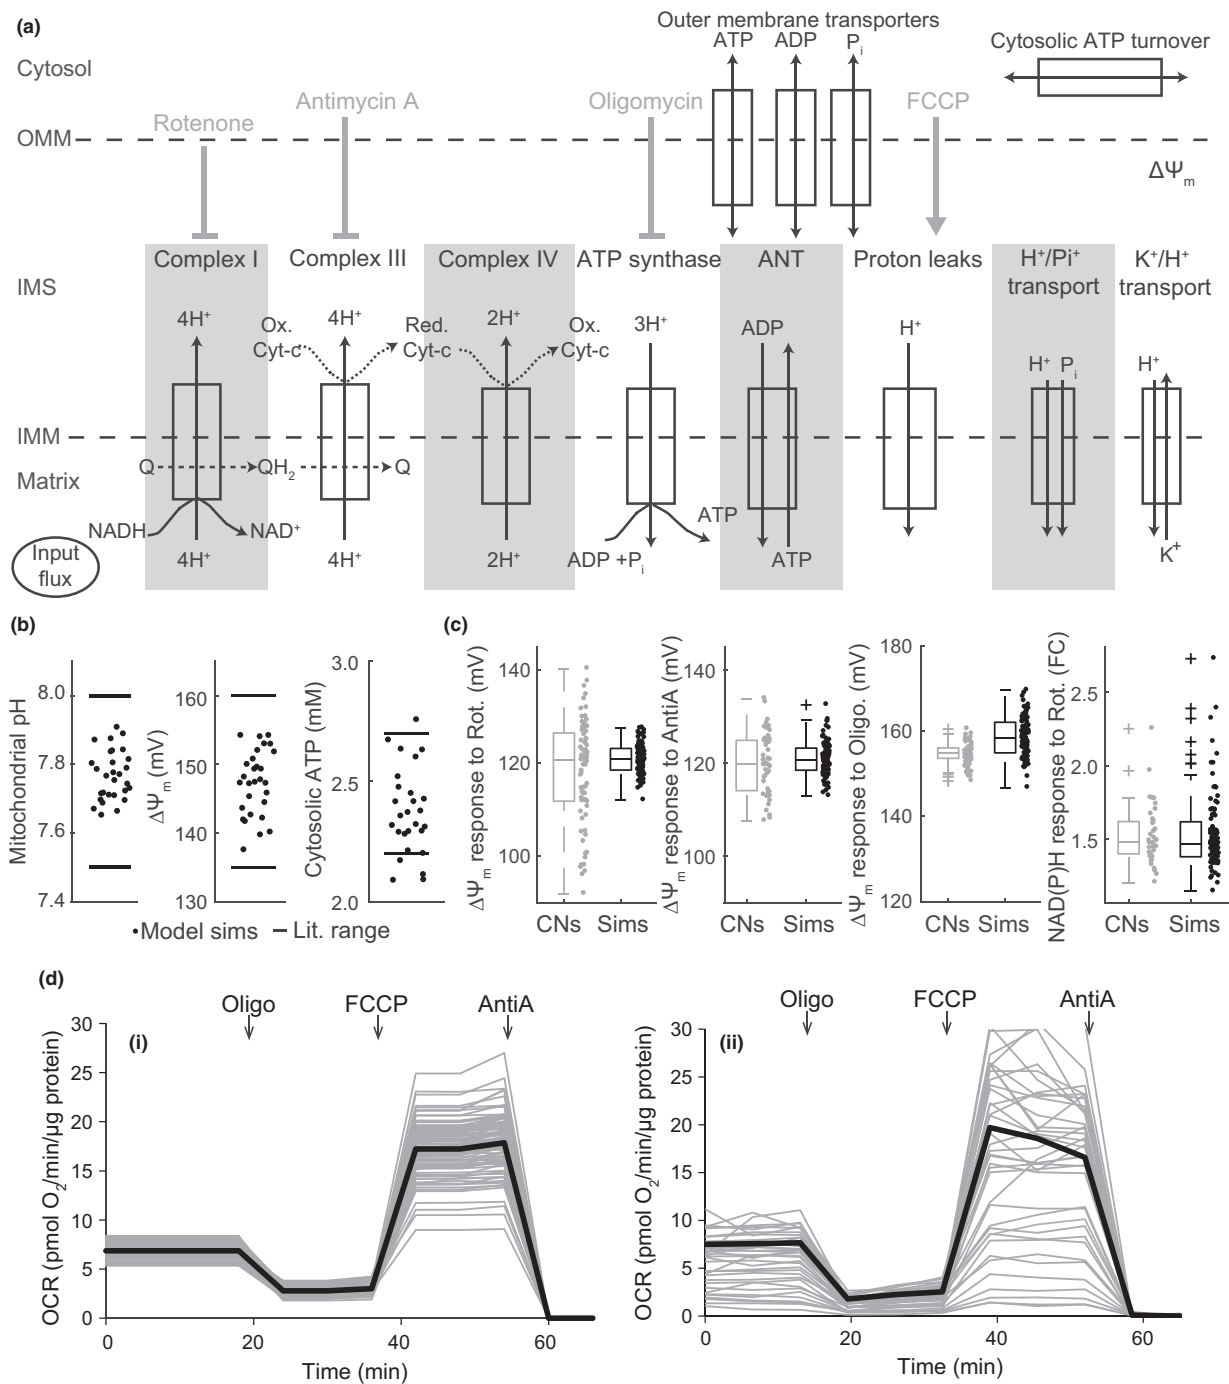 (a)
Outer membrane transporters
ATP
ADP
Pi
Cytosolic ATP turnover
Cytosol
Antimycin A
Oligomycin
FCCP
Rotenone
OMM
ΔΨm
Complex I
Complex III
Complex IV
ATP synthase
ANT
Proton leaks
H⁺/Pi⁺
transport
K⁺/H⁺
transport
IMS
4H⁺
Ox.
Cyt-c
4H⁺
Red.
Cyt-c
2H⁺
Ox.
Cyt-c
3H⁺
ADP
H⁺
H⁺
Pi
H⁺
IMM
Matrix
Q
QH2
Q
NADH
NAD⁺
ATP
Input
flux
4H⁺
4H⁺
2H⁺
ADP +Pi
ATP
K⁺
(b)
Mitochondrial pH
8.0
7.8
7.6
7.4
ΔΨm (mV)
160
150
140
130
Cytosolic ATP (mM)
3.0
2.5
2.0
•Model sims — Lit. range
(c)
ΔΨm response to Rot. (mV)
140
120
100
CNs Sims
ΔΨm response to AntiA (mV)
140
120
100
CNs Sims
ΔΨm response to Oligo. (mV)
180
160
140
120
CNs Sims
NAD(P)H response to Rot. (FC)
2.5
2.0
1.5
CNs Sims
(d)
(i)
Oligo
FCCP
AntiA
OCR (pmol O2/min/µg protein)
30
25
20
15
10
5
0
0 20 40 60
Time (min)
(ii)
Oligo
FCCP
AntiA
OCR (pmol O2/min/µg protein)
30
25
20
15
10
5
0
0 20 40 60
Time (min)